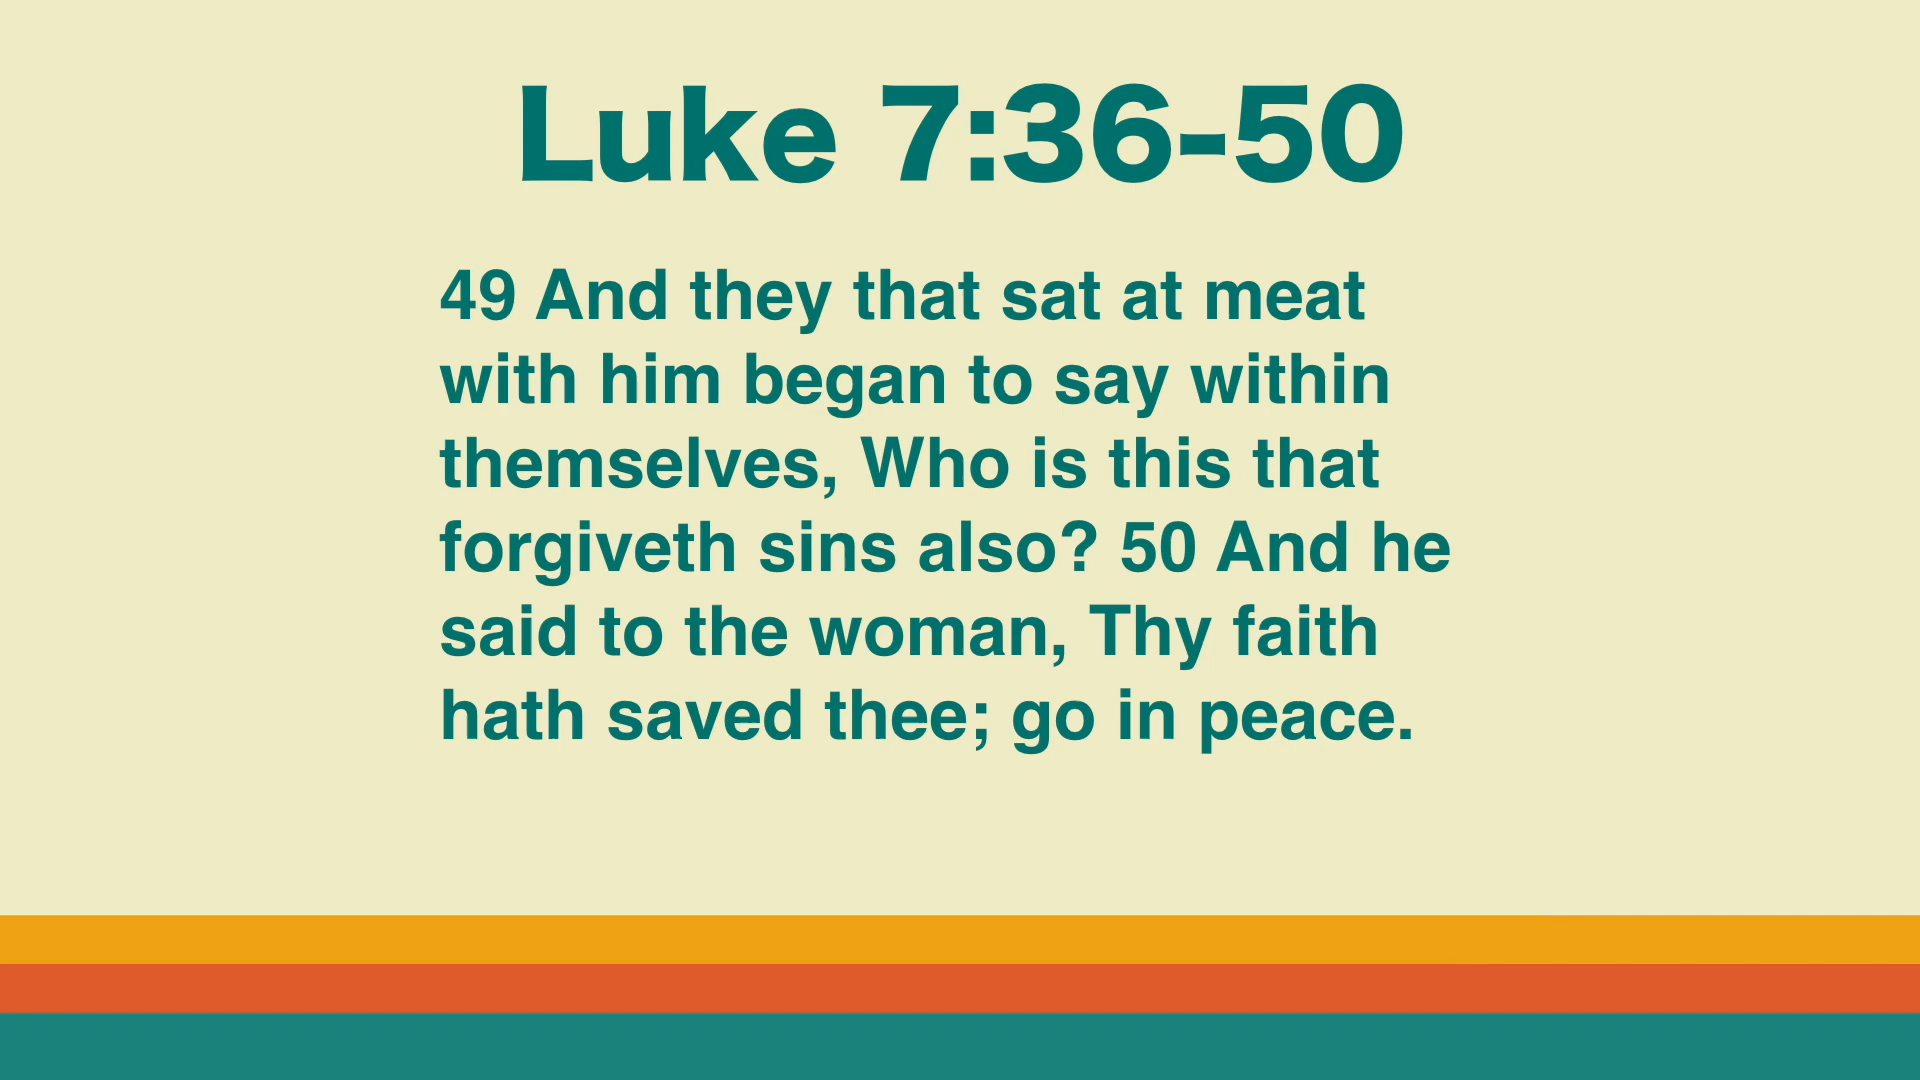 Luke 7:36-50
49 And they that sat at meat
with him began to say within
themselves, Who is this that
forgiveth sins also? 50 And he
said to the woman, Thy faith
hath saved thee; go in peace.